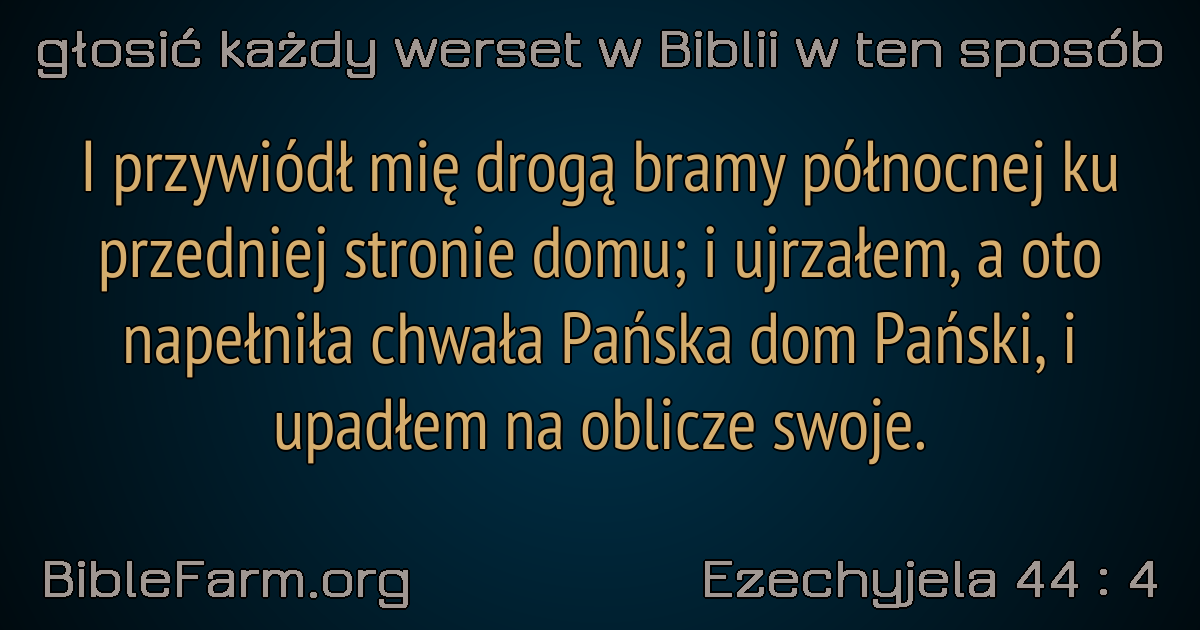 głosić każdy werset w Biblii w ten sposób
I przywiódł mię drogą bramy północnej ku
przedniej stronie domu; i ujrzałem, a oto
napełniła chwała Pańska dom Pański, i
upadłem na oblicze swoje.
BibleFarm.org
Ezechyjela 44 : 4